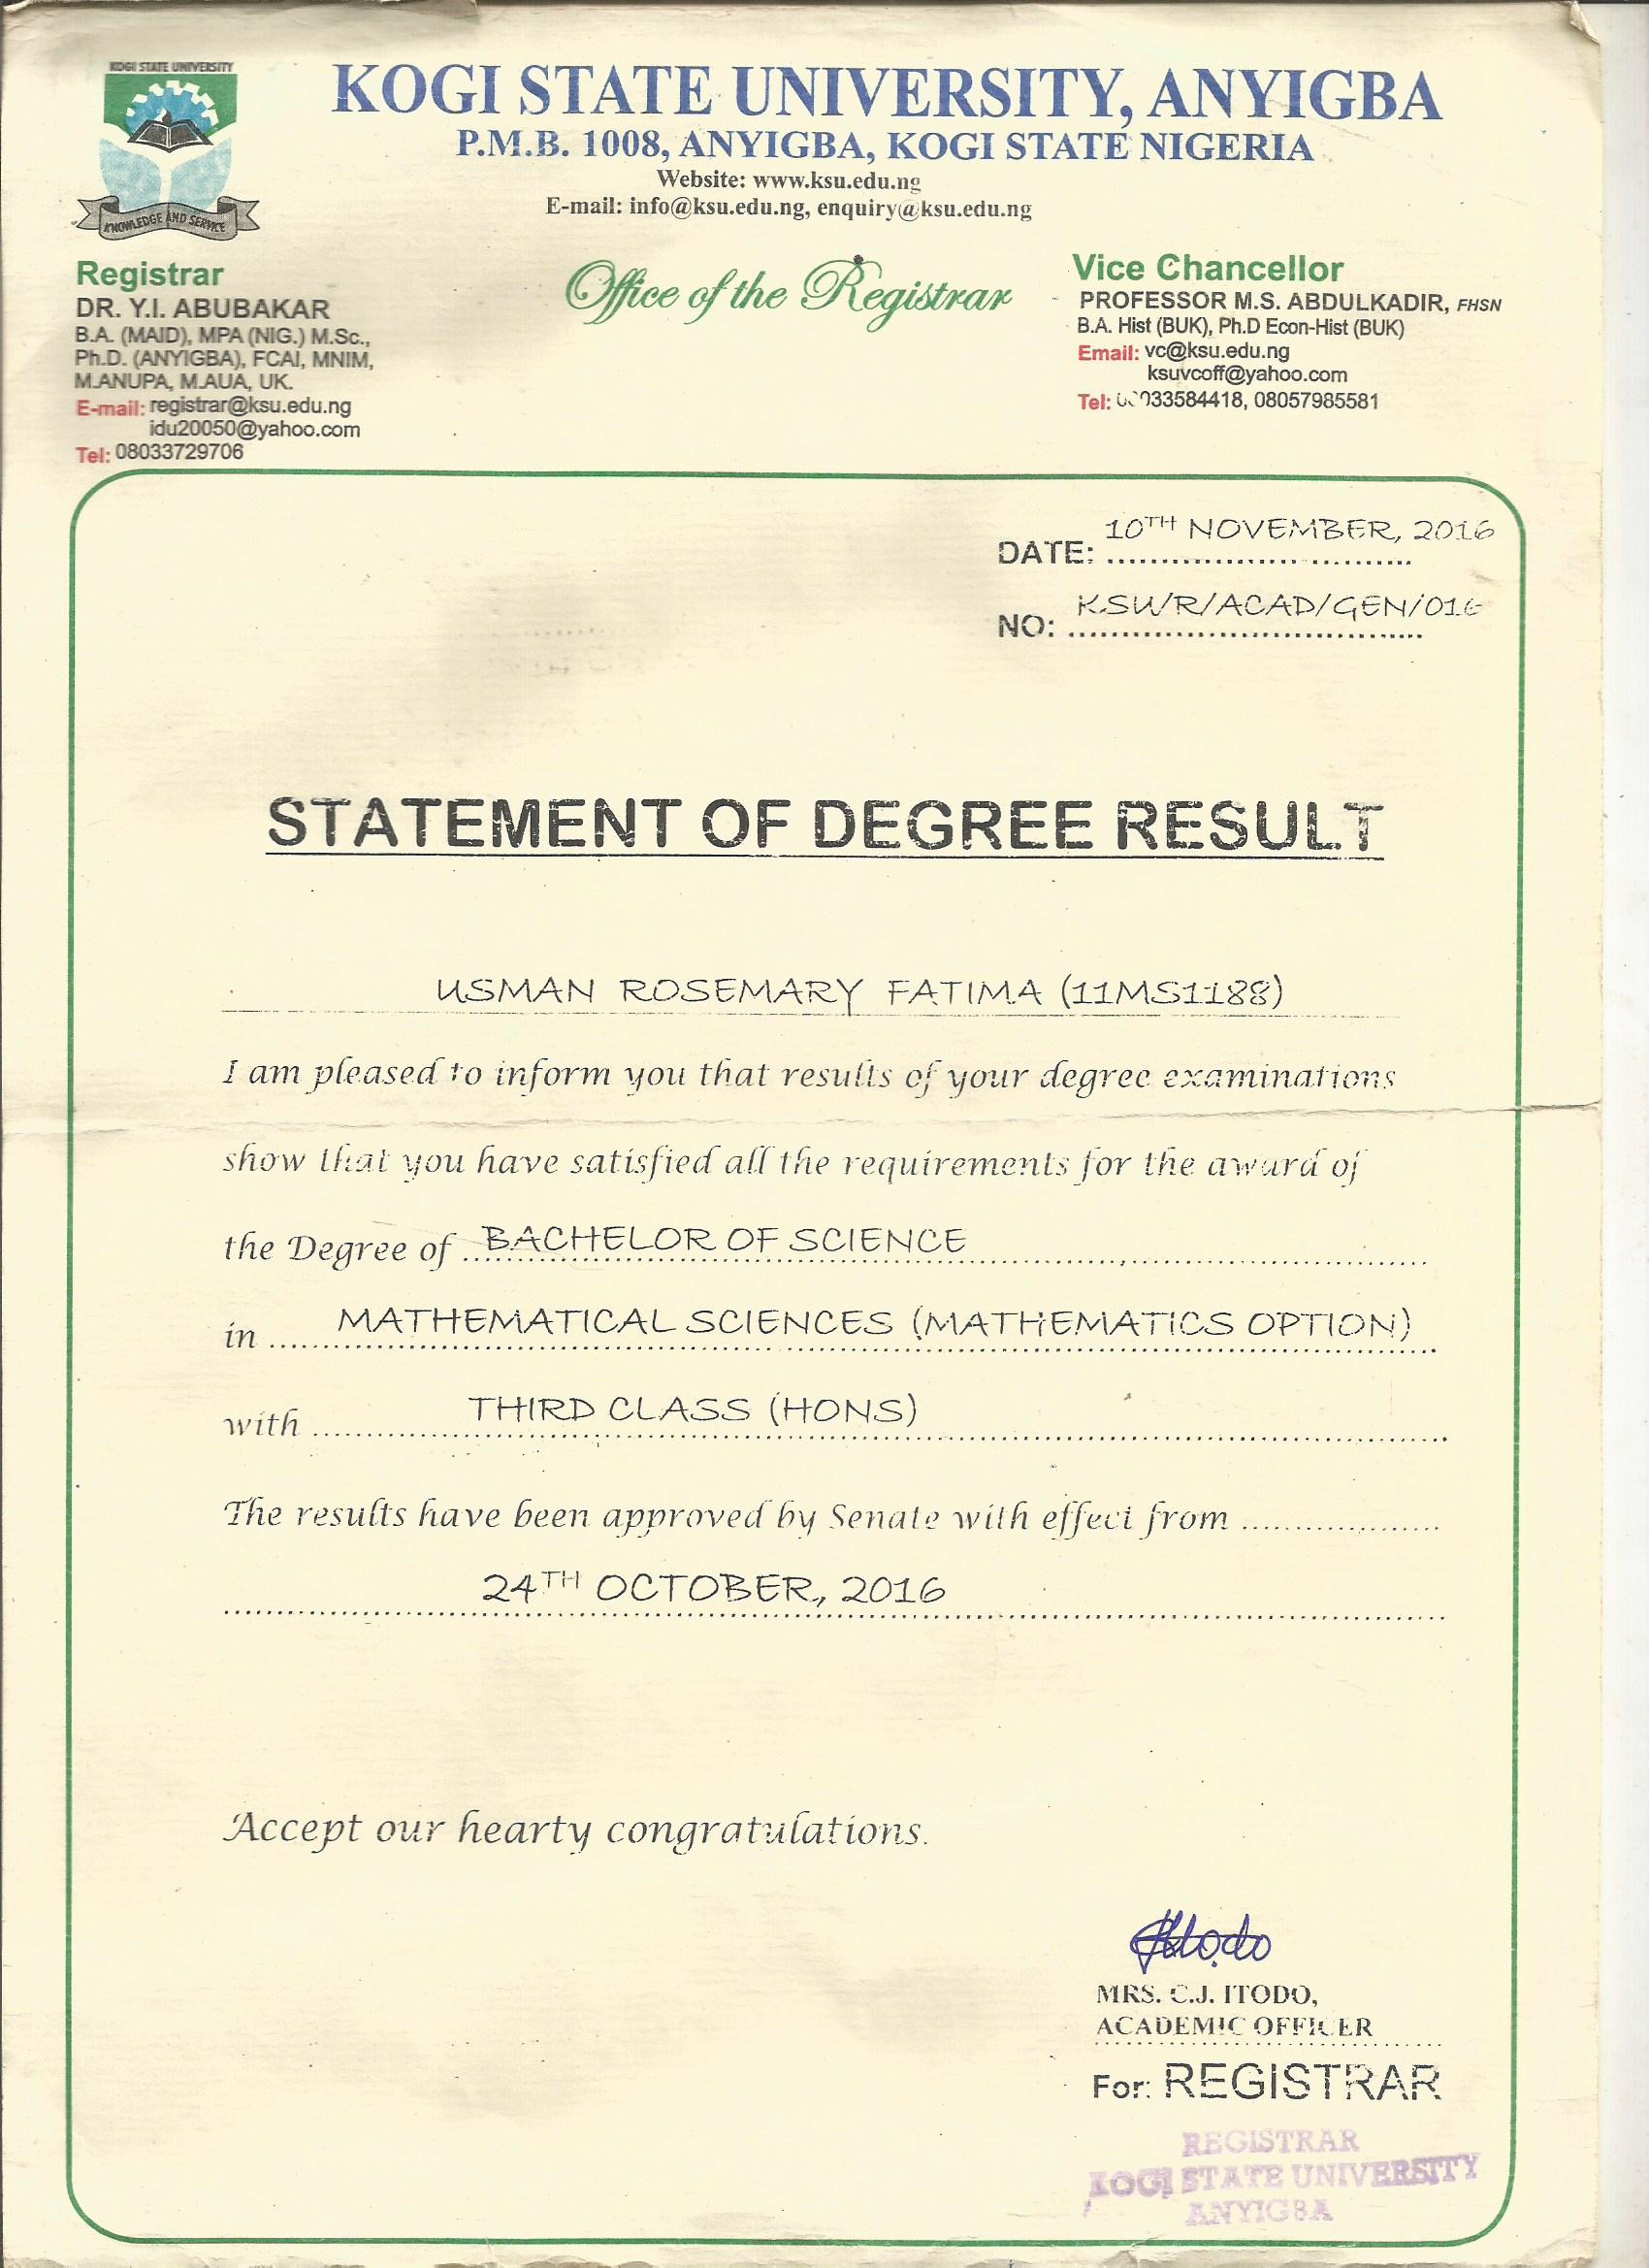 KOGI STATE UNIVERSITY
KNOWLEDGE AND SERVICE
KOGI STATE UNIVERSITY, ANYIGBA
P.M.B. 1008, ANYIGBA, KOGI STATE NIGERIA
Website: www.ksu.edu.ng
E-mail: info@ksu.edu.ng, enquiry@ksu.edu.ng
Registrar
DR. Y.I. ABUBAKAR
B.A. (MAID), MPA (NIG.) M.Sc.,
Ph.D. (ANYIGBA), FCAI, MNIM,
M.ANUPA, M.AUA, UK.
E-mail: registrar@ksu.edu.ng
idu20050@yahoo.com
Tel: 08033729706
Office of the Registrar
Vice Chancellor
PROFESSOR M.S. ABDULKADIR, FHSN
B.A. Hist (BUK), Ph.D Econ-Hist (BUK)
Email: vc@ksu.edu.ng
ksuvcoff@yahoo.com
Tel: 08057985581
DATE: 10TH NOVEMBER, 2016
NO: KSU/R/ACAD/GEN/016
STATEMENT OF DEGREE RESULT
USMAN ROSEMARY FATIMA (11MS1188)
I am pleased to inform you that results of your degree examinations
show that you have satisfied all the requirements for the award of
the Degree of BACHELOR OF SCIENCE
in MATHEMATICAL SCIENCES (MATHEMATICS OPTION)
with THIRD CLASS (HONS)
The results have been approved by Senate with effect from
24TH OCTOBER, 2016
Accept our hearty congratulations.
MRS. C.J. ITODO,
ACADEMIC OFFICER
For: REGISTRAR
REGISTRAR
KOGI STATE UNIVERSITY
ANYIGBA